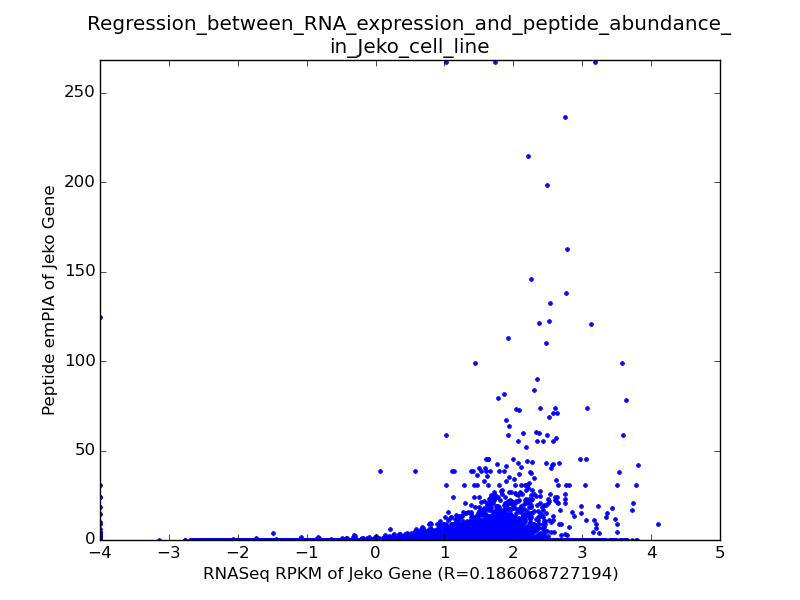 Regression_between_RNA_expression_and_peptide_abundance_
in_Jeko_cell_line
Peptide emPIA of Jeko Gene
250
200
150
100
50
0
−4 −3 −2 −1 0 1 2 3 4 5
RNASeq RPKM of Jeko Gene (R=0.186068727194)